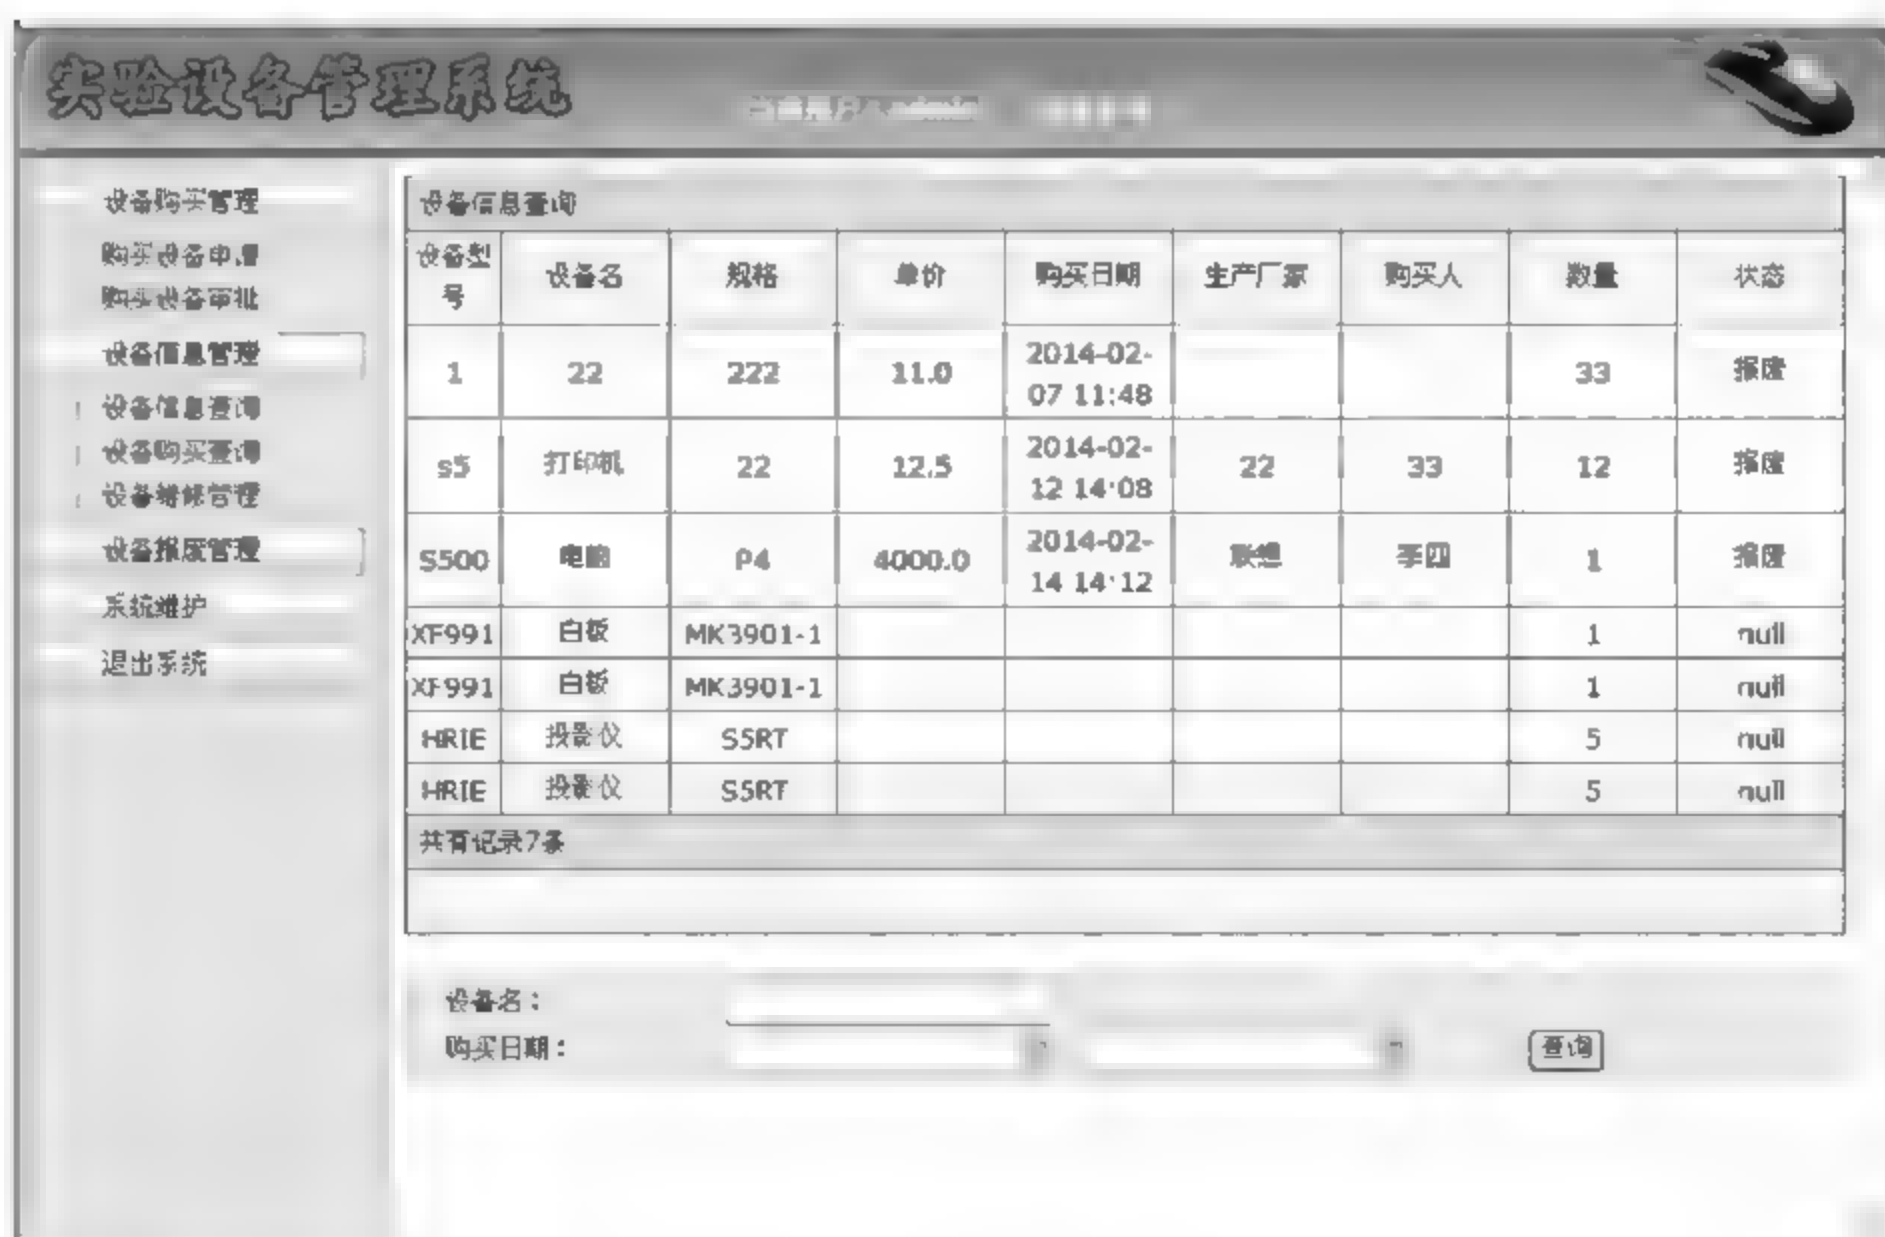 实验设备管理系统
当前用户：admin
设备购买管理
购买设备申请
购买设备审批
设备信息管理
设备信息查询
设备购买查询
设备维修管理
设备报废管理
系统维护
退出系统
设备信息查询
设备型号 设备名 规格 单价 购买日期 生产厂家 购买人 数量 状态
1 22 222 11.0 2014-02-07 11:48 33 报废
s5 打印机 22 12.5 2014-02-12 14:08 22 33 12 报废
S500 电脑 P4 4000.0 2014-02-14 14:12 联想 李四 1 报废
XF991 白板 MK3901-1 1 null
XF991 白板 MK3901-1 1 null
HRIE 投影仪 S5RT 5 null
HRIE 投影仪 S5RT 5 null
共有记录7条
设备名：
购买日期： 查询